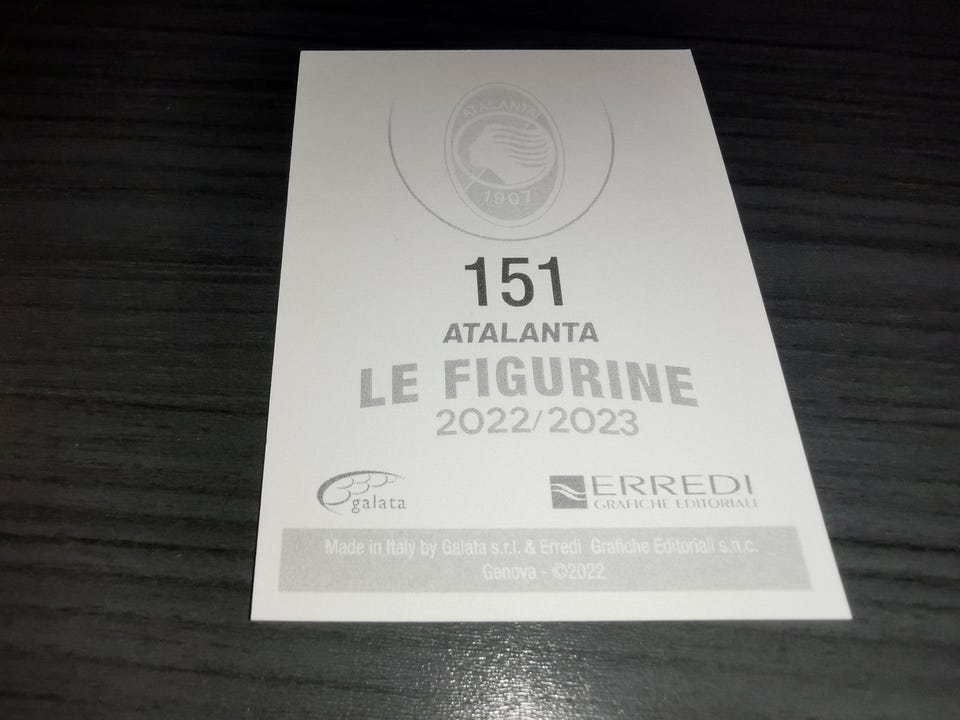 ATALANTA
1907
151
ATALANTA
LE FIGURINE
2022/2023
galata
ERREDI
GRAFICHE EDITORIALI
Made in Italy by Galata s.r.l. & Erredi Grafiche Editoriali s.n.c.
Genova - ©2022